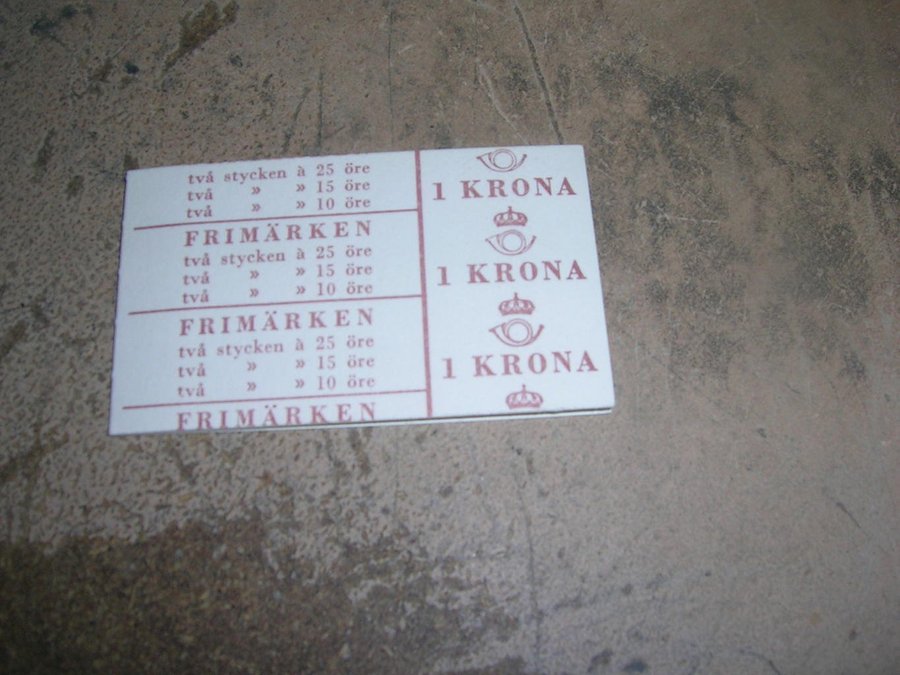 två stycken à 25 öre
två » » 15 öre
två » » 10 öre
FRIMÄRKEN
två stycken à 25 öre
två » » 15 öre
två » » 10 öre
FRIMÄRKEN
två stycken à 25 öre
två » » 15 öre
två » » 10 öre
FRIMÄRKEN
1 KRONA
1 KRONA
1 KRONA